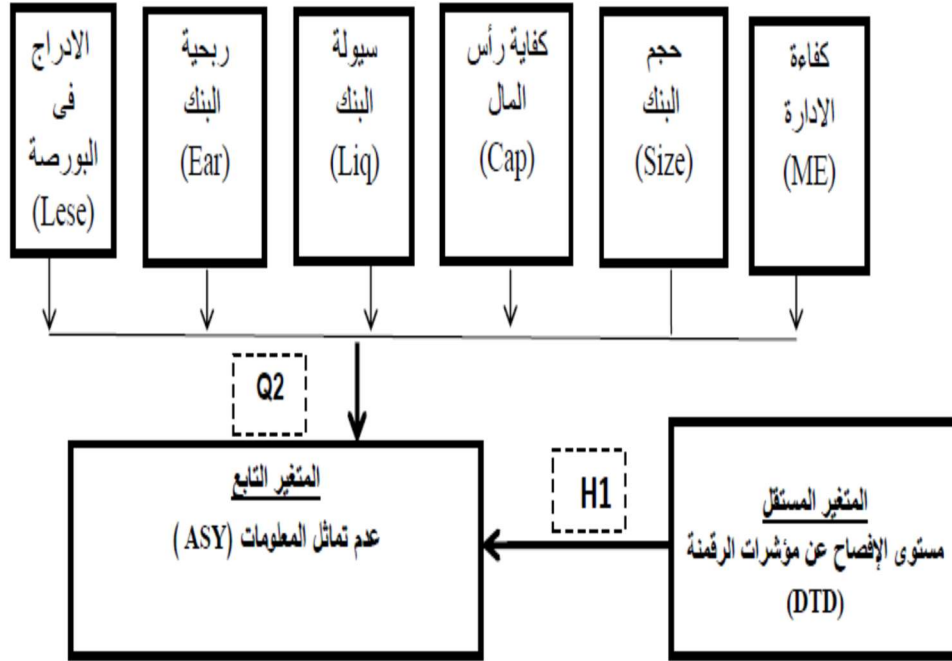 كفاءة
الادارة
(ME)
حجم
البنك
(Size)
كفاية رأس
المال
(Cap)
سيولة
البنك
(Liq)
ربحية
البنك
(Ear)
الادراج
فى
البورصة
(Lese)
Q2
المتغير المستقل
مستوى الإفصاح عن مؤشرات الرقمنة
(DTD)
H1
المتغير التابع
عدم تماثل المعلومات (ASY )